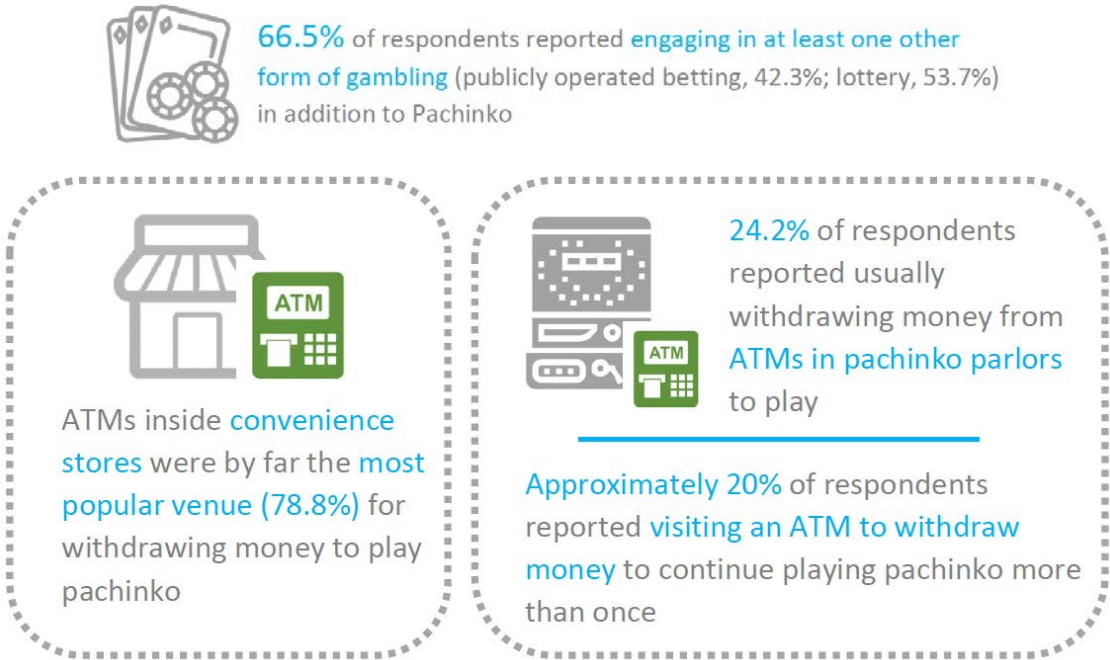 66.5% of respondents reported engaging in at least one other
form of gambling (publicly operated betting, 42.3%; lottery, 53.7%)
in addition to Pachinko
ATM
ATMs inside convenience
stores were by far the most
popular venue (78.8%) for
withdrawing money to play
pachinko
ATM
24.2% of respondents
reported usually
withdrawing money from
ATMs in pachinko parlors
to play
Approximately 20% of respondents
reported visiting an ATM to withdraw
money to continue playing pachinko more
than once